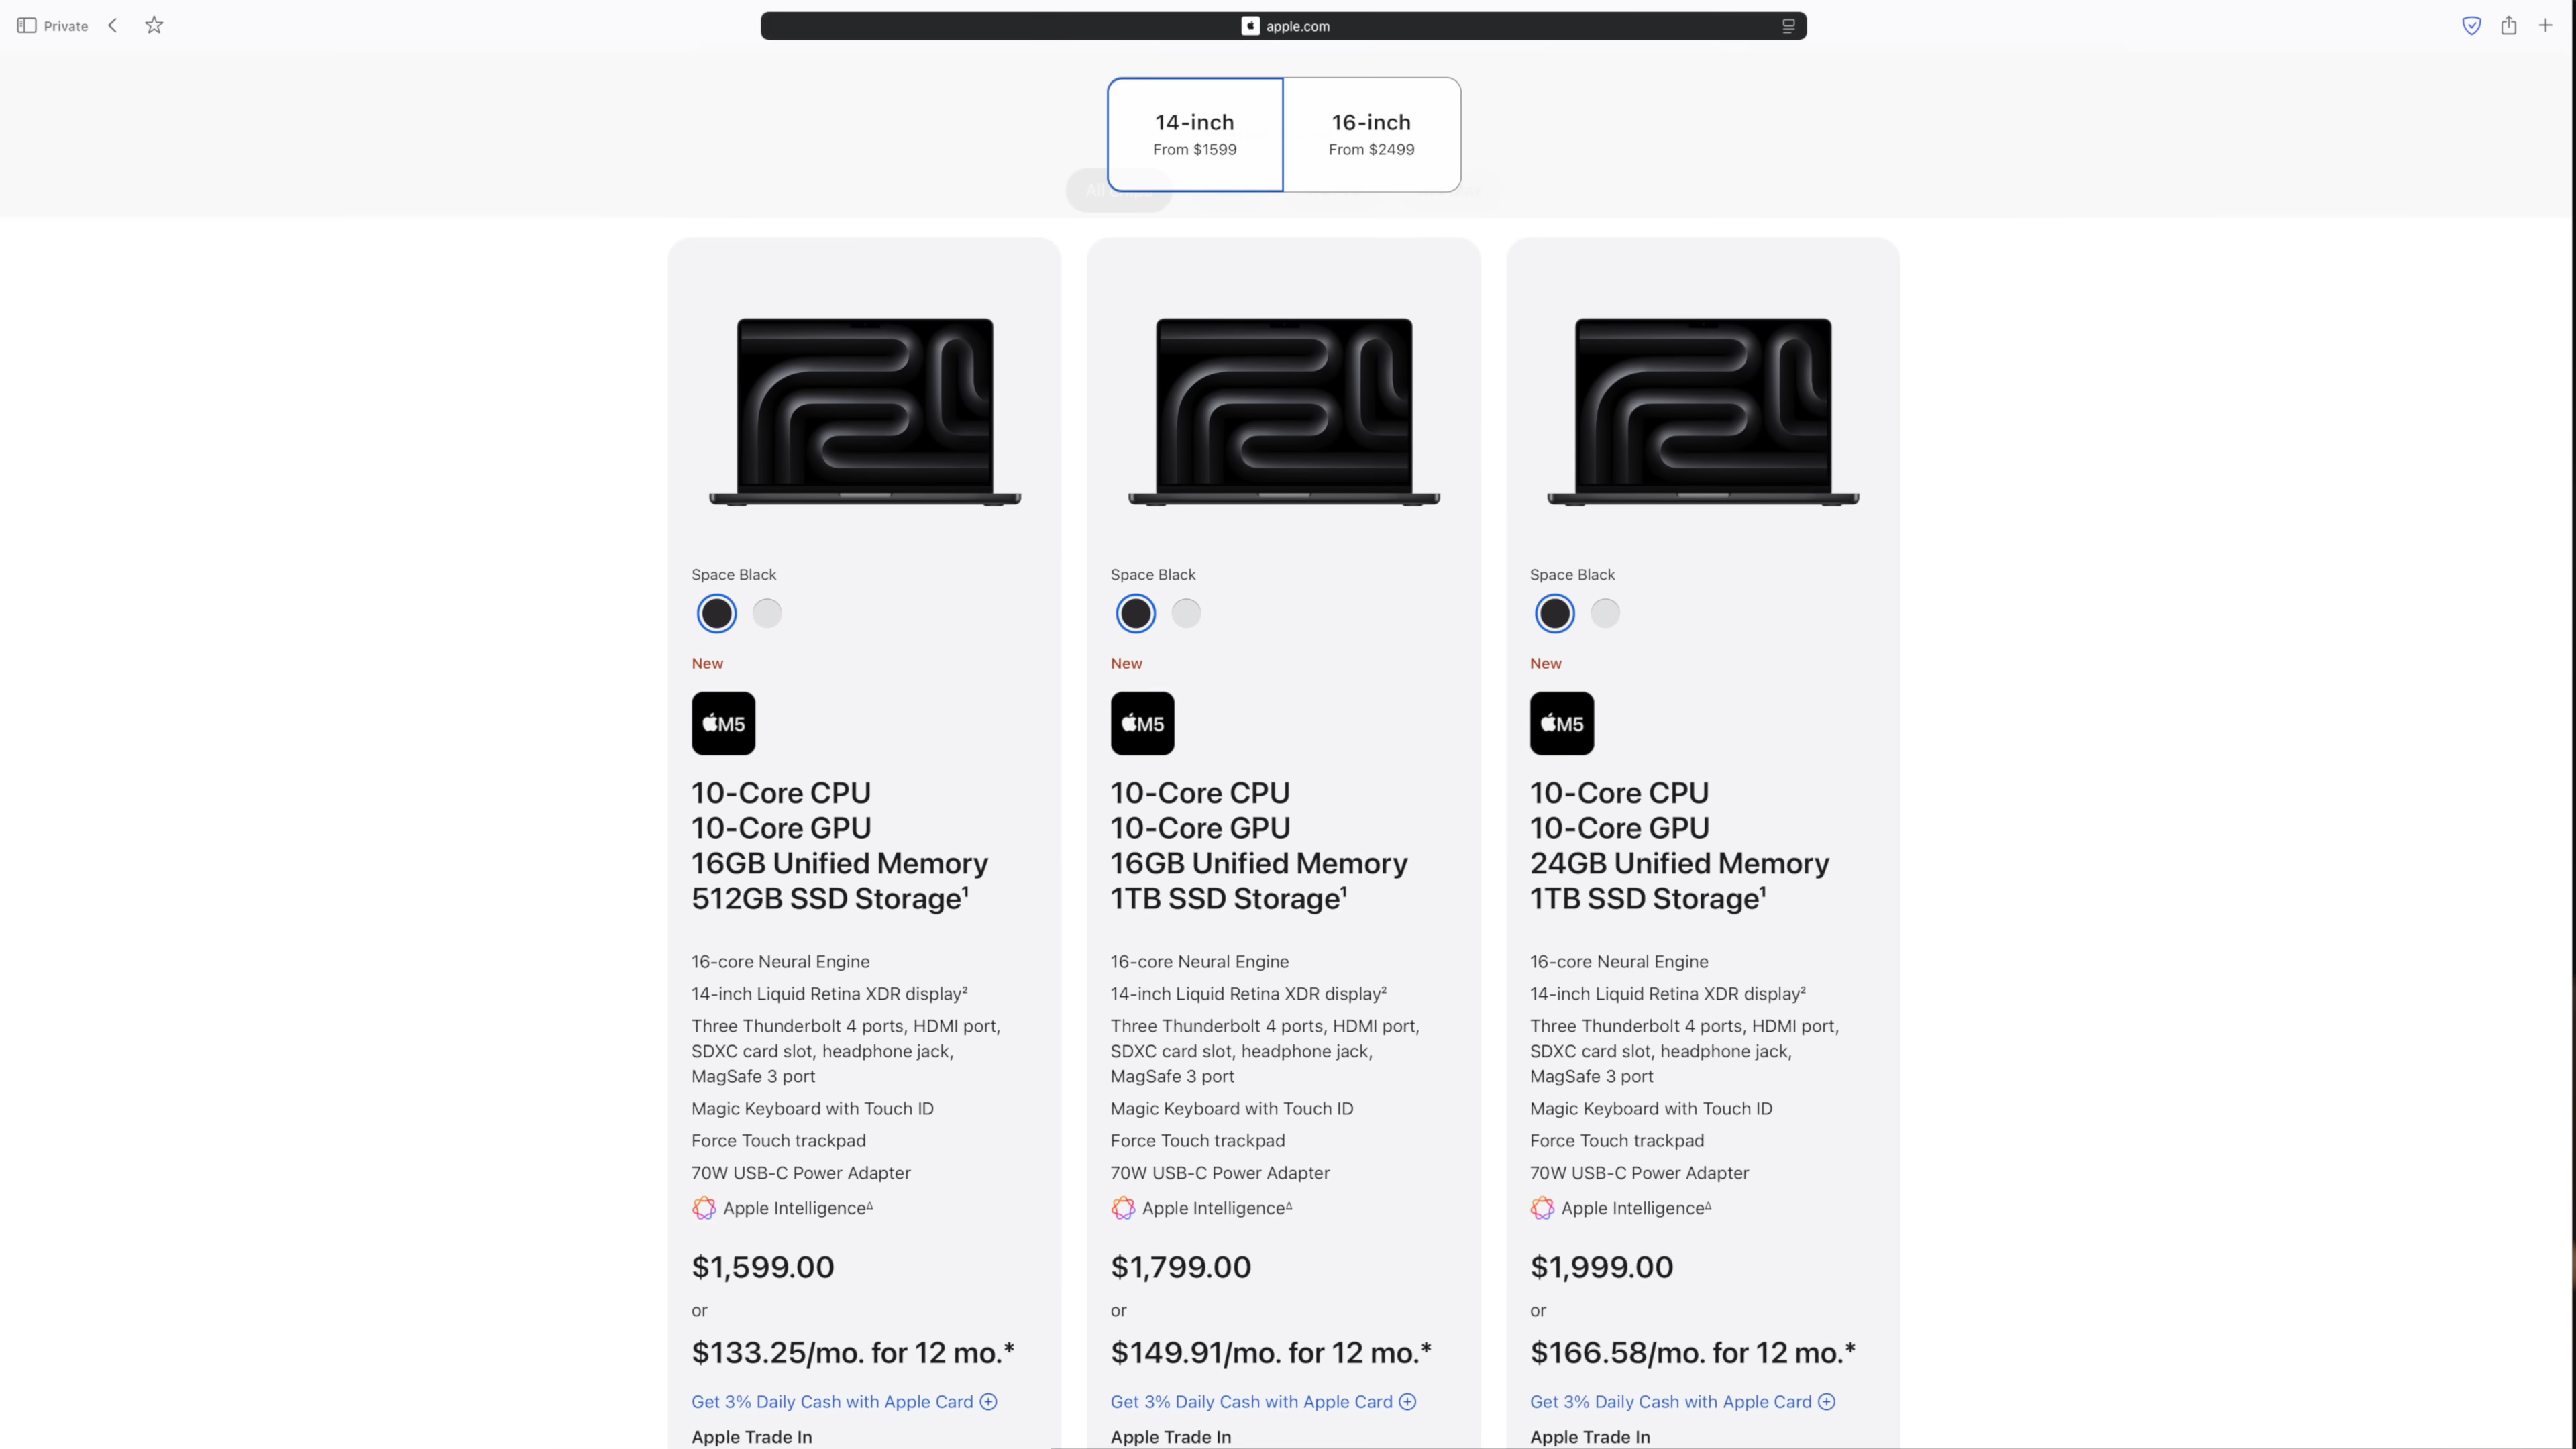 Private
apple.com
14-inch
From $1599
16-inch
From $2499
All
Space Black
New
M5
10-Core CPU
10-Core GPU
16GB Unified Memory
512GB SSD Storage¹
16-core Neural Engine
14-inch Liquid Retina XDR display²
Three Thunderbolt 4 ports, HDMI port,
SDXC card slot, headphone jack,
MagSafe 3 port
Magic Keyboard with Touch ID
Force Touch trackpad
70W USB-C Power Adapter
Apple Intelligence∆
$1,599.00
or
$133.25/mo. for 12 mo.*
Get 3% Daily Cash with Apple Card
Apple Trade In
Space Black
New
M5
10-Core CPU
10-Core GPU
16GB Unified Memory
1TB SSD Storage¹
16-core Neural Engine
14-inch Liquid Retina XDR display²
Three Thunderbolt 4 ports, HDMI port,
SDXC card slot, headphone jack,
MagSafe 3 port
Magic Keyboard with Touch ID
Force Touch trackpad
70W USB-C Power Adapter
Apple Intelligence∆
$1,799.00
or
$149.91/mo. for 12 mo.*
Get 3% Daily Cash with Apple Card
Apple Trade In
Space Black
New
M5
10-Core CPU
10-Core GPU
24GB Unified Memory
1TB SSD Storage¹
16-core Neural Engine
14-inch Liquid Retina XDR display²
Three Thunderbolt 4 ports, HDMI port,
SDXC card slot, headphone jack,
MagSafe 3 port
Magic Keyboard with Touch ID
Force Touch trackpad
70W USB-C Power Adapter
Apple Intelligence∆
$1,999.00
or
$166.58/mo. for 12 mo.*
Get 3% Daily Cash with Apple Card
Apple Trade In